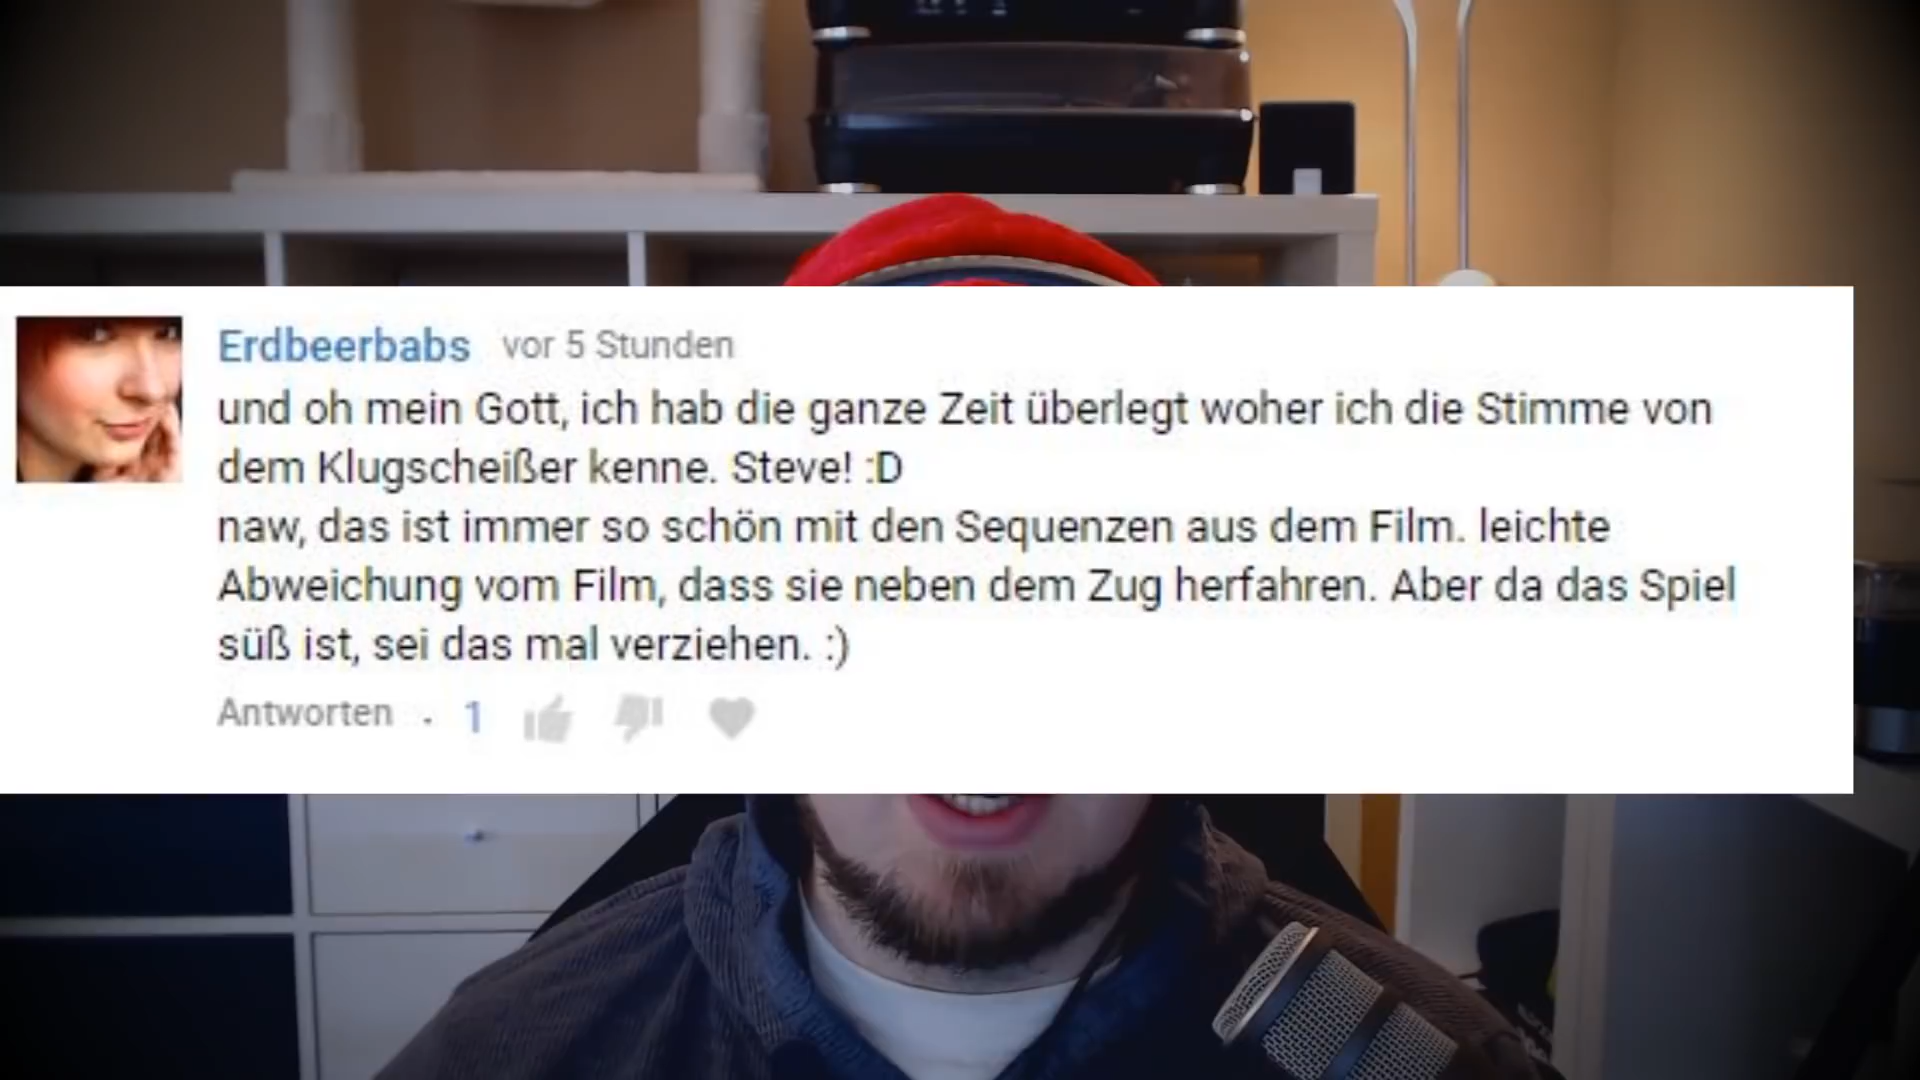 Erdbeerbabs vor 5 Stunden
und oh mein Gott, ich hab die ganze Zeit überlegt woher ich die Stimme von
dem Klugscheißer kenne. Steve! :D
naw, das ist immer so schön mit den Sequenzen aus dem Film. leichte
Abweichung vom Film, dass sie neben dem Zug herfahren. Aber da das Spiel
süß ist, sei das mal verziehen. :)
Antworten . 1